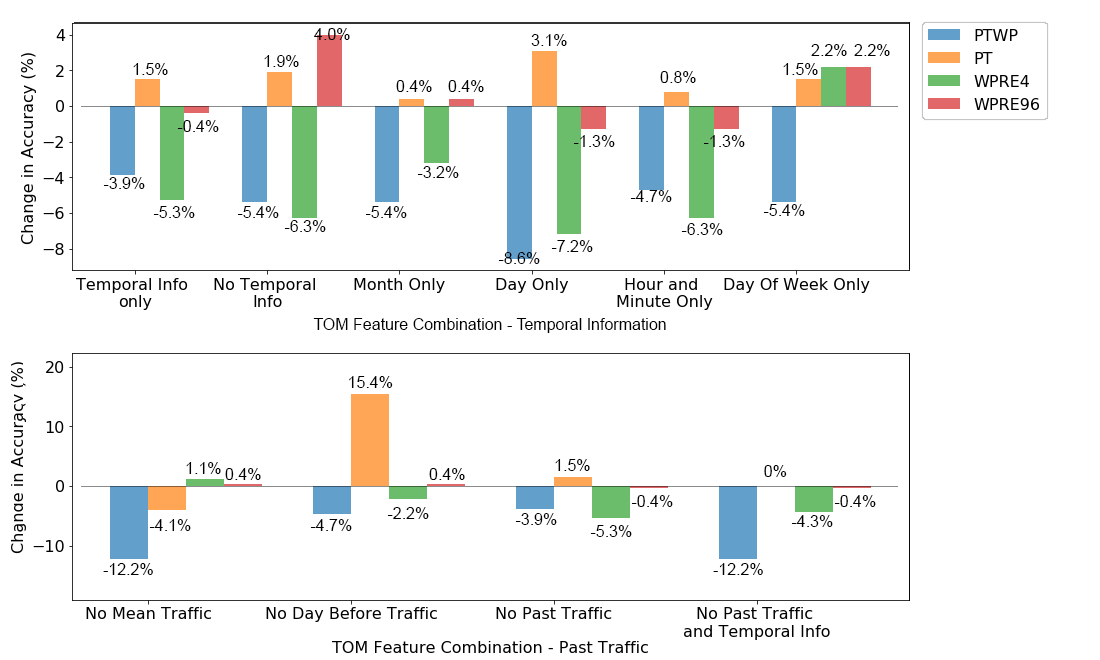 4
2
0
−2
−4
−6
−8
Change in Accuracy (%)
-3.9%
1.5%
-5.3%
-0.4%
-5.4%
1.9%
-6.3%
4.0%
-5.4%
0.4%
-3.2%
0.4%
-8.6%
3.1%
-7.2%
-1.3%
-4.7%
0.8%
-6.3%
-1.3%
-5.4%
1.5%
2.2%
2.2%
PTWP
PT
WPRE4
WPRE96
Temporal Info
only
No Temporal
Info
Month Only
Day Only
Hour and
Minute Only
Day Of Week Only
TOM Feature Combination - Temporal Information
20
10
0
−10
Change in Accuracy (%)
-12.2%
-4.1%
1.1%
0.4%
-4.7%
15.4%
-2.2%
0.4%
-3.9%
1.5%
-5.3%
-0.4%
-12.2%
0%
-4.3%
-0.4%
No Mean Traffic
No Day Before Traffic
No Past Traffic
No Past Traffic
and Temporal Info
TOM Feature Combination - Past Traffic